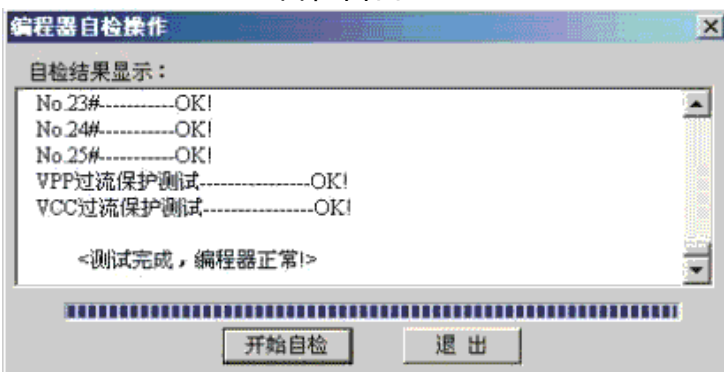 编程器自检操作
自检结果显示：
No.23#-----------OK!
No.24#-----------OK!
No.25#-----------OK!
VPP过流保护测试----------------OK!
VCC过流保护测试----------------OK!
<测试完成，编程器正常!>
开始自检
退 出